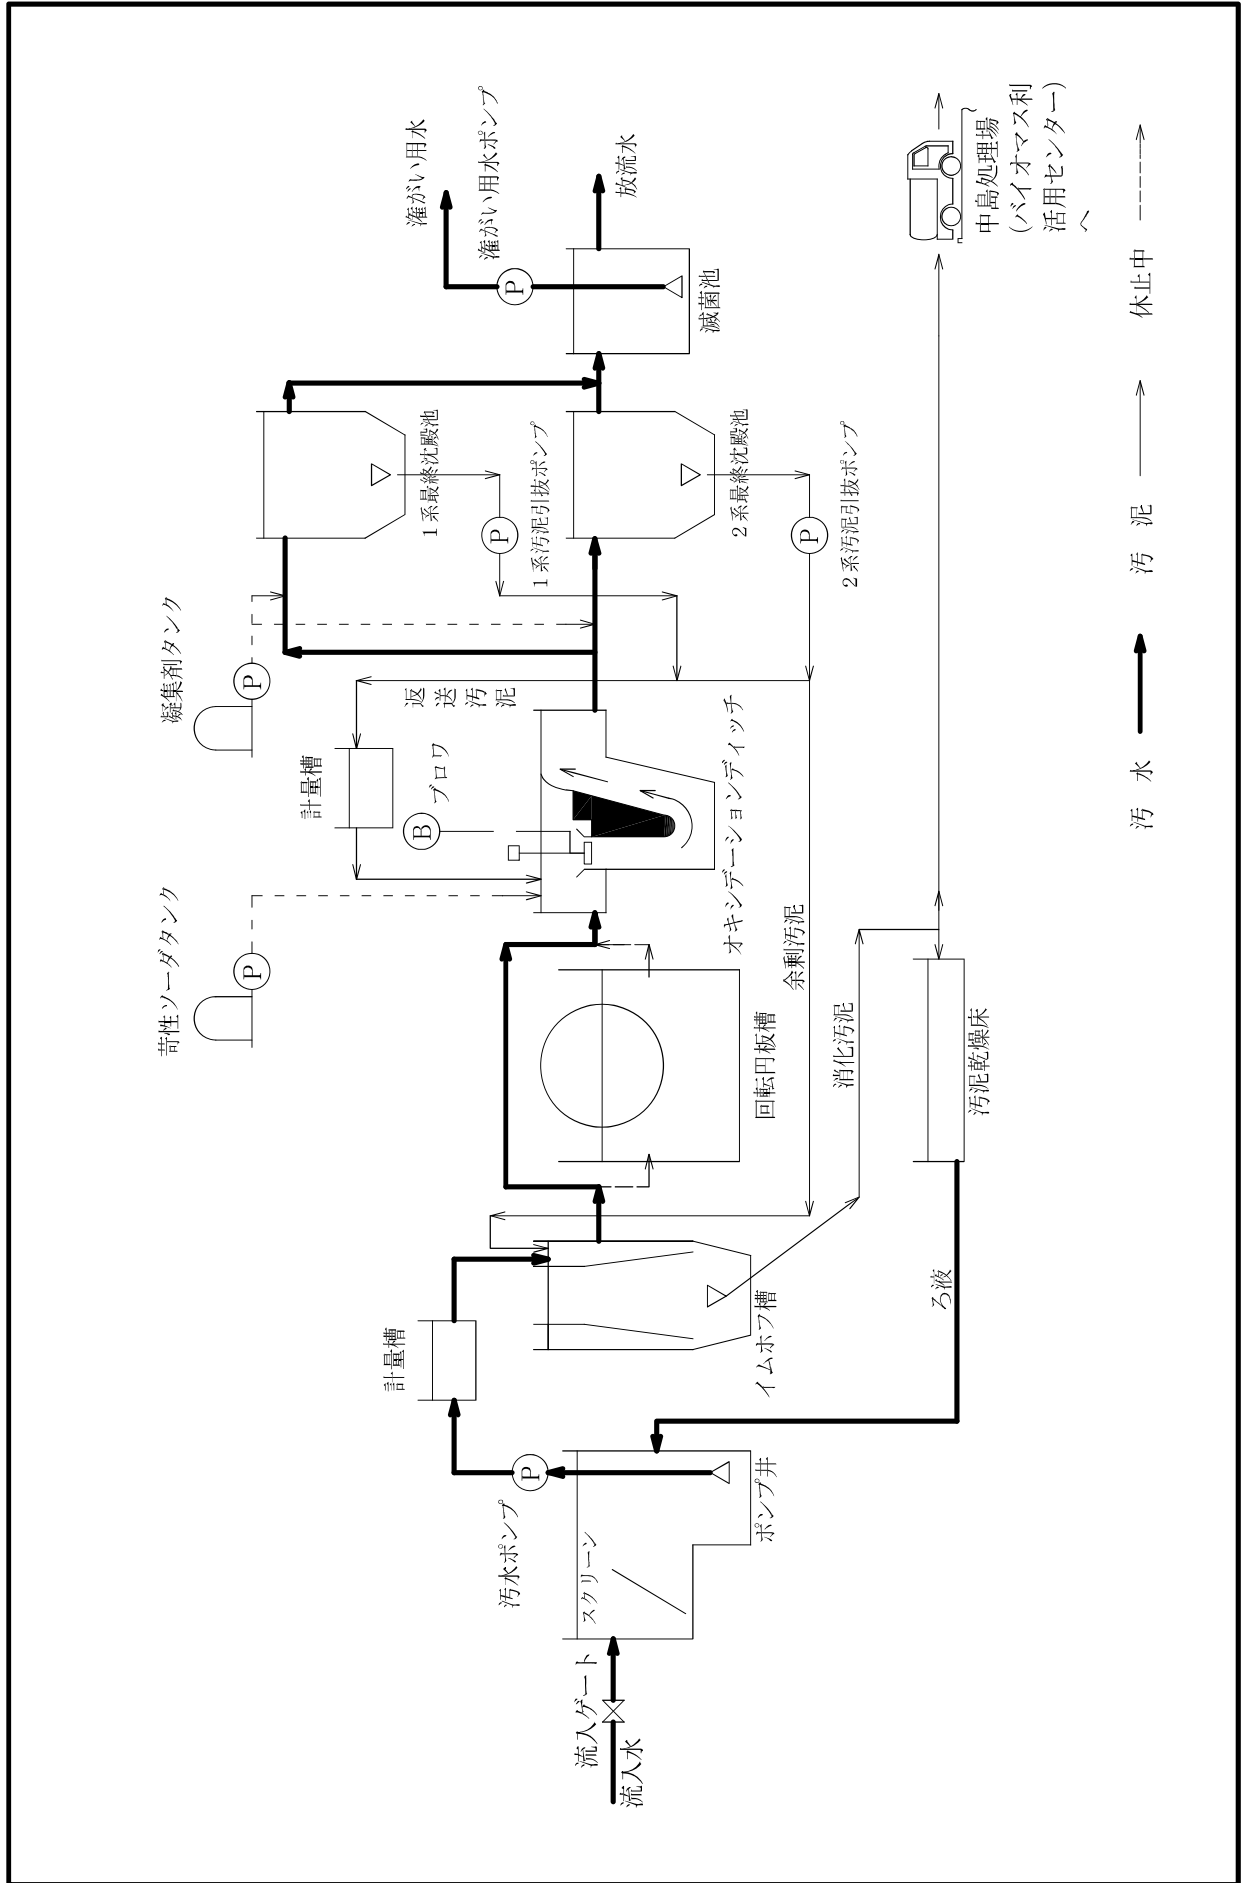 凝集剤タンク
P
苛性ソーダタンク
P
計量槽
返送汚泥
B
ブロワ
1系最終沈殿池
P
1系汚泥引抜ポンプ
灌がい用水
灌がい用水ポンプ
P
放流水
滅菌池
2系最終沈殿池
P
2系汚泥引抜ポンプ
計量槽
汚水ポンプ
P
スクリーン
流入ゲート
流入水
ポンプ井
イムホフ槽
回転円板槽
オキシデーションディッチ
余剰汚泥
消化汚泥
汚泥乾燥床
ろ液
中島処理場
(バイオマス利
活用センター)
へ
汚水
汚泥
休止中